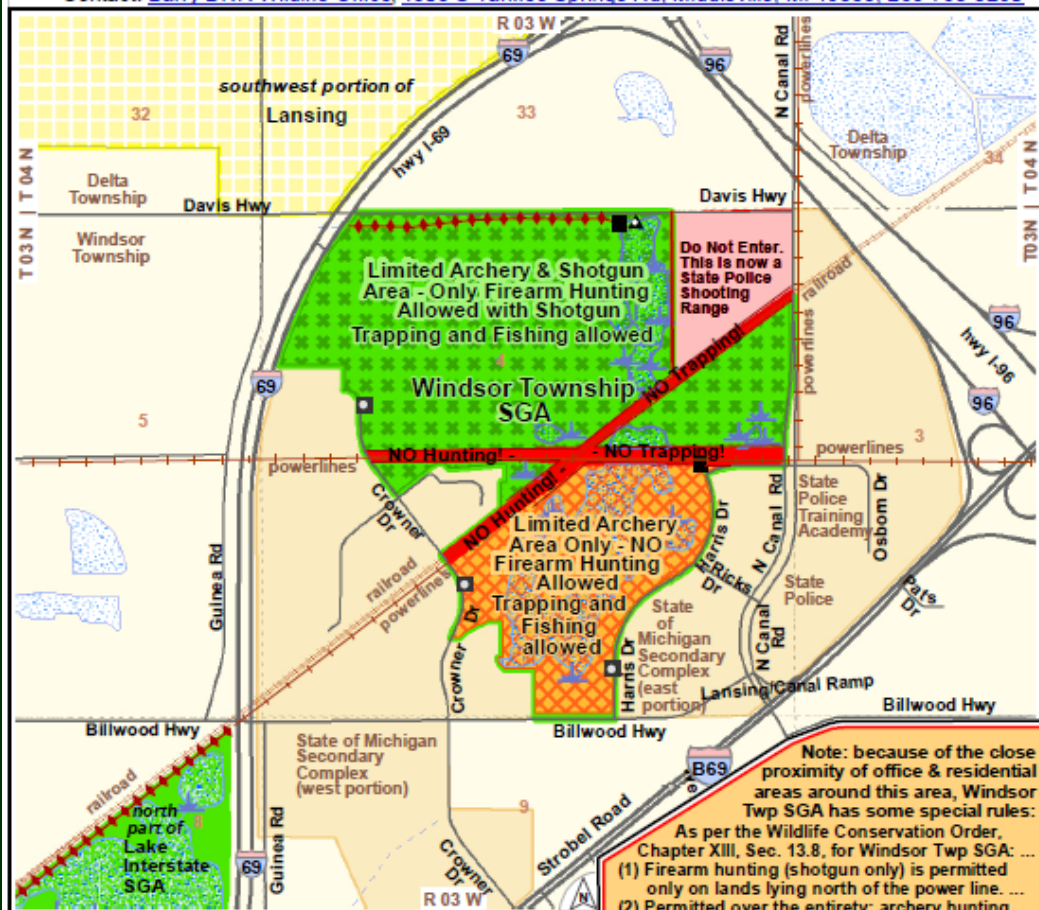 R 03 W
69
96
N Canal Rd
powerlines
southwest portion of
Lansing
32
33
34
hwy I-69
Delta
Township
T 03 N | T 04 N
Delta
Township
T03N | T 04 N
Davis Hwy
Davis Hwy
Windsor
Township
Do Not Enter.
This is now a
State Police
Shooting
Range
railroad
Limited Archery & Shotgun
Area - Only Firearm Hunting
Allowed with Shotgun
Trapping and Fishing allowed
4
96
hwy I-96
powerlines
NO Trapping!
69
Windsor Township
SGA
96
5
3
NO Hunting! -
- NO Trapping!
powerlines
powerlines
Crowner
Dr
NO Hunting! -
State
Police
Training
Academy
Osborn Dr
N Canal Rd
Limited Archery
Area Only - NO
Firearm Hunting
Allowed
Trapping and
Fishing
allowed
Harris Dr
Ricks
Dr
Guinea Rd
railroad
powerlines
State
Police
Pats
Dr
State
of
Michigan
Secondary
Complex
(east
portion)
N Canal
Rd
Crowner Dr
Harris Dr
Lansing/Canal Ramp
Billwood Hwy
Billwood Hwy
Billwood Hwy
State of Michigan
Secondary
Complex
(west portion)
railroad
B69
north
part of
Lake
Interstate
SGA
8
9
Guinea Rd
69
Strobel Road
Crowner
Dr
R 03 W
N
Note: because of the close
proximity of office & residential
areas around this area, Windsor
Twp SGA has some special rules:
As per the Wildlife Conservation Order,
Chapter XIII, Sec. 13.8, for Windsor Twp SGA: ...
(1) Firearm hunting (shotgun only) is permitted
only on lands lying north of the power line. ...
(2) Permitted over the entirety: archery hunting